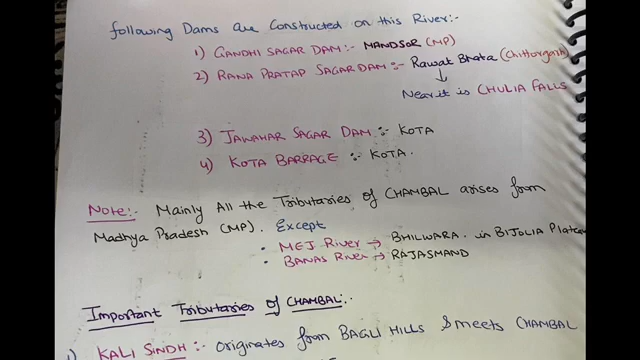 following Dams are Constructed on this River:-
1) GANDHI SAGAR DAM:- MANDSOR (MP)
2) RANA PRATAP SAGAR DAM:- RAWAT BHATA (Chittorgarh)
Near it is CHULIA FALLS
3) JAWAHAR SAGAR DAM:- KOTA
4) KOTA BARRAGE:- KOTA.
Note:- Mainly All the Tributaries of CHAMBAL arises from
Madhya Pradesh (MP). Except
• MEJ River → BHILWARA. in BIJOLIA Plateau
• BANAS River → RAJASMAND
Important Tributaries of CHAMBAL:-
1) KALI SINDH:- originates from BAGLI HILLS & meets CHAMBAL